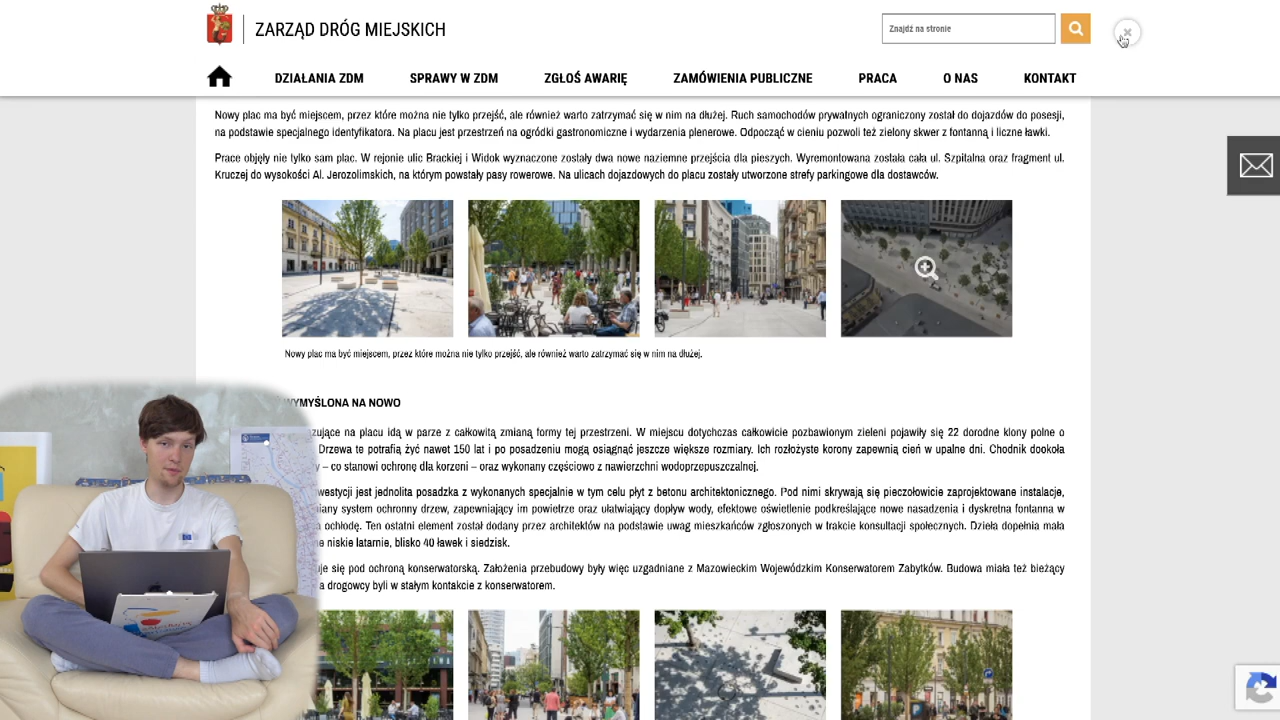 ZARZĄD DRÓG MIEJSKICH
Znajdź na stronie
DZIAŁANIA ZDM SPRAWY W ZDM ZGŁOŚ AWARIĘ ZAMÓWIENIA PUBLICZNE PRACA O NAS KONTAKT
Nowy plac ma być miejscem, przez które można nie tylko przejść, ale również warto zatrzymać się w nim na dłużej. Ruch samochodów prywatnych ograniczony został do dojazdów do posesji,
na podstawie specjalnego identyfikatora. Na placu jest przestrzeń na ogródki gastronomiczne i wydarzenia plenerowe. Odpocząć w cieniu pozwoli też zielony skwer z fontanną i liczne ławki.
Prace objęły nie tylko sam plac. W rejonie ulic Brackiej i Widok wyznaczone zostały dwa nowe naziemne przejścia dla pieszych. Wyremontowana została cała ul. Szpitalna oraz fragment ul.
Kruczej do wysokości Al. Jerozolimskich, na którym powstały pasy rowerowe. Na ulicach dojazdowych do placu zostały utworzone strefy parkingowe dla dostawców.
Nowy plac ma być miejscem, przez które można nie tylko przejść, ale również warto zatrzymać się w nim na dłużej.
WYMYŚLONA NA NOWO
zujące na placu idą w parze z całkowitą zmianą formy tej przestrzeni. W miejscu dotychczas całkowicie pozbawionym zieleni pojawiły się 22 dorodne klony polne o
Drzewa te potrafią żyć nawet 150 lat i po posadzeniu mogą osiągnąć jeszcze większe rozmiary. Ich rozłożyste korony zapewnią cień w upalne dni. Chodnik dookoła
y – co stanowi ochronę dla korzeni – oraz wykonany częściowo z nawierzchni wodoprzepuszczalnej.
westycji jest jednolita posadzka z wykonanych specjalnie w tym celu płyt z betonu architektonicznego. Pod nimi skrywają się pieczołowicie zaprojektowane instalacje,
niany system ochronny drzew, zapewniający im powietrze oraz ułatwiający dopływ wody, efektowe oświetlenie podkreślające nowe nasadzenia i dyskretna fontanna w
a ochłodę. Ten ostatni element został dodany przez architektów na podstawie uwag mieszkańców zgłoszonych w trakcie konsultacji społecznych. Dzieła dopełnia mała
e niskie latarnie, blisko 40 ławek i siedzisk.
uje się pod ochroną konserwatorską. Założenia przebudowy były więc uzgadniane z Mazowieckim Wojewódzkim Konserwatorem Zabytków. Budowa miała też bieżący
a drogowcy byli w stałym kontakcie z konserwatorem.